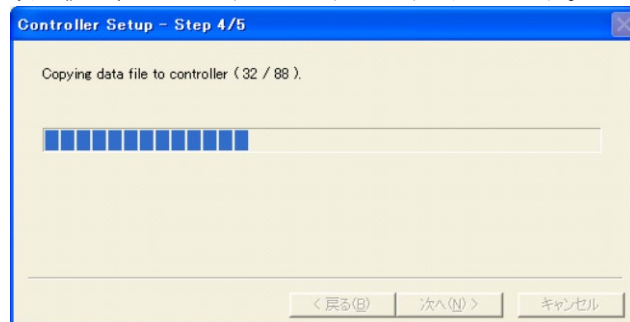 Controller Setup - Step 4/5
Copying data file to controller ( 32 / 88 ).
< 戻る(B)
次へ(N) >
キャンセル